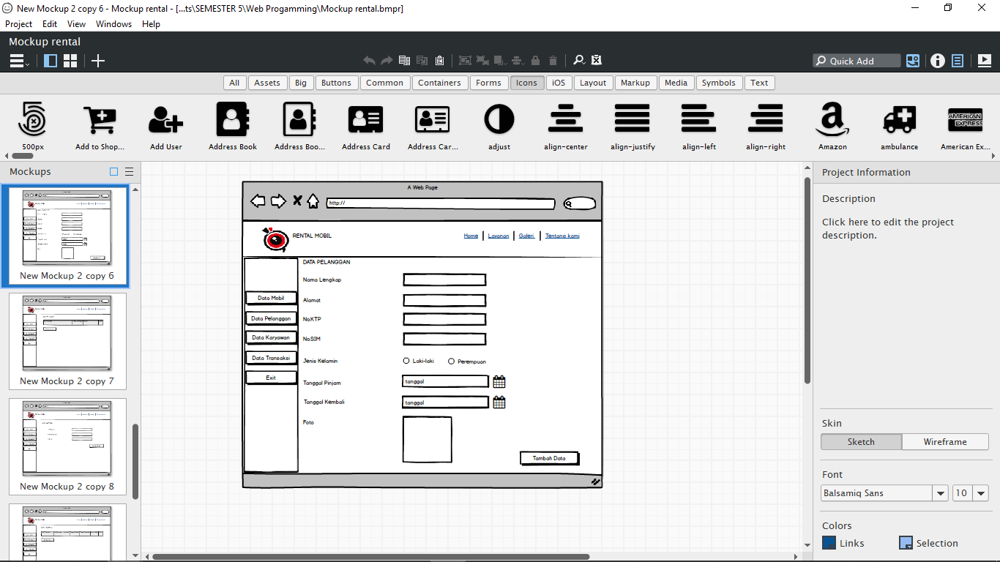 New Mockup 2 copy 6 - Mockup rental - [...ts\SEMESTER 5\Web Progamming\Mockup rental.bmpr]
Project Edit View Windows Help
Mockup rental
Quick Add
All Assets Big Buttons Common Containers Forms Icons iOS Layout Markup Media Symbols Text
AMERICAN
EXPRESS
500px Add to Shop... Add User Address Book Address Boo... Address Card Address Car... adjust align-center align-justify align-left align-right Amazon ambulance American Ex...
Mockups
New Mockup 2 copy 6
New Mockup 2 copy 7
New Mockup 2 copy 8
A Web Page
http://
RENTAL MOBIL
Home Layanan Galeri Tentang kami
DATA PELANGGAN
Nama Lengkap
Data Mobil
Alamat
Data Pelanggan
No.KTP
Data Karyawan
No.SIM
Data Transaksi
Jenis Kelamin Laki-laki Perempuan
Exit
Tanggal Pinjam tanggal
Tanggal Kembali tanggal
Foto
Tambah Data
Project Information
Description
Click here to edit the project
description.
Skin
Sketch Wireframe
Font
Balsamiq Sans 10
Colors
Links Selection